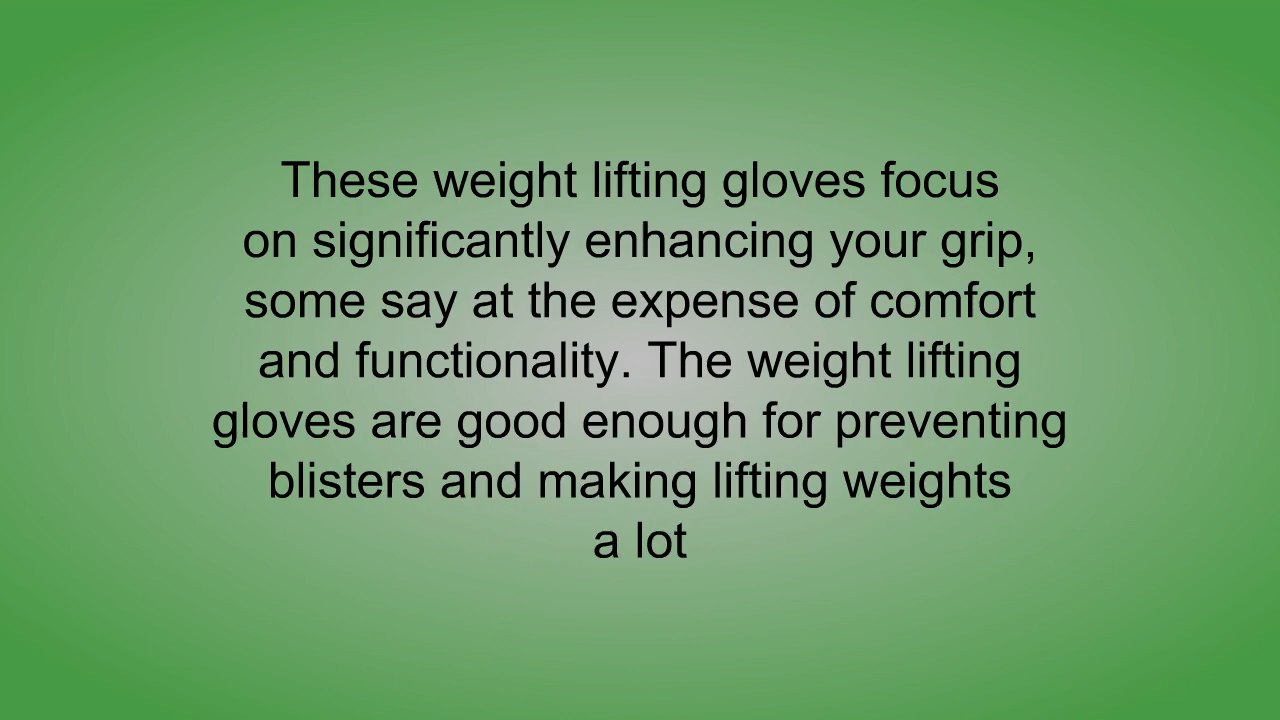 These weight lifting gloves focus
on significantly enhancing your grip,
some say at the expense of comfort
and functionality. The weight lifting
gloves are good enough for preventing
blisters and making lifting weights
a lot